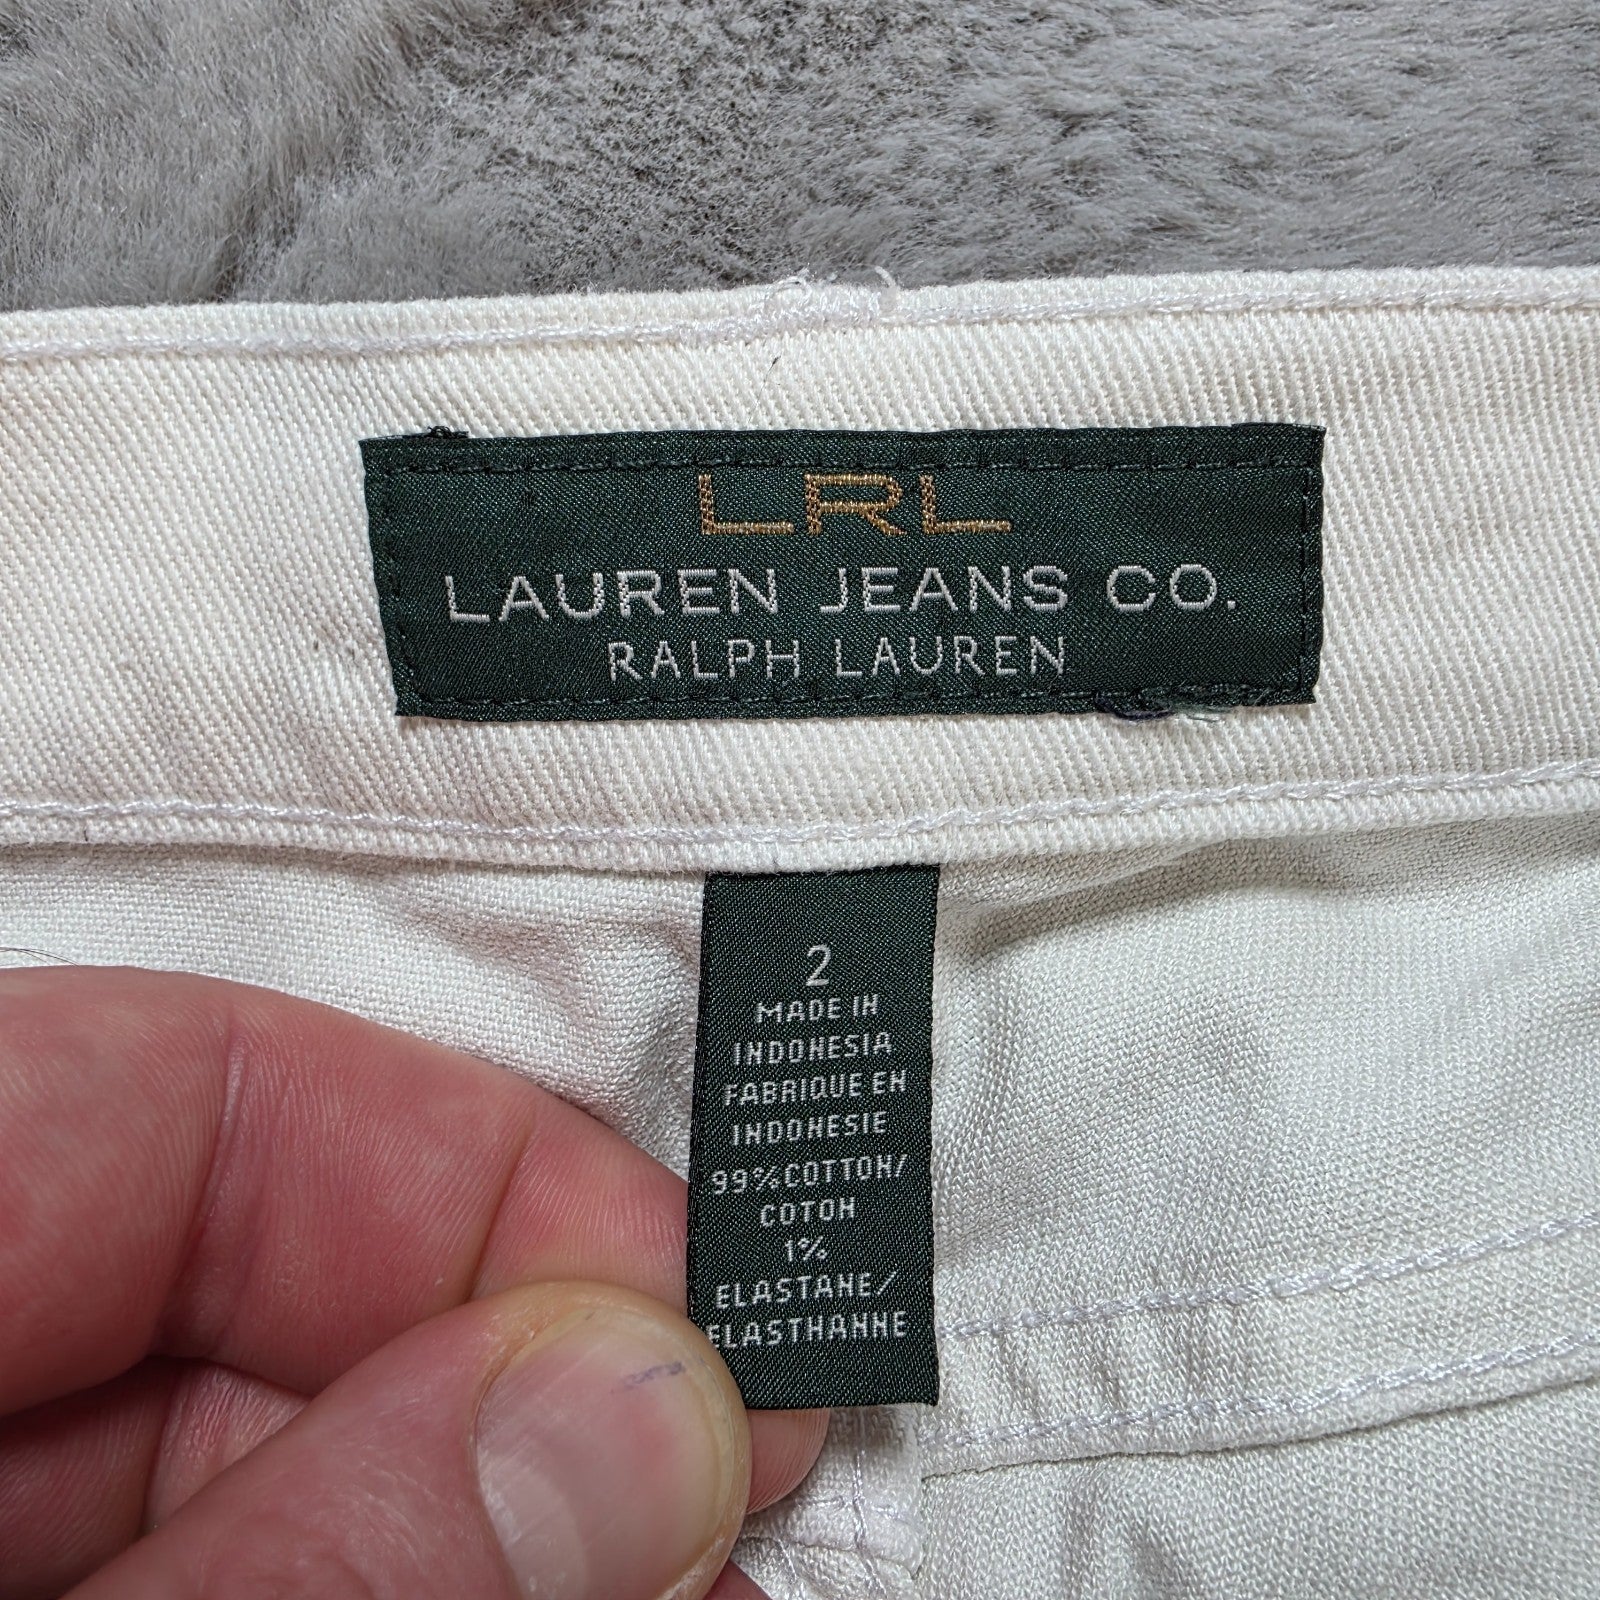 LRL
LAUREN JEANS CO.
RALPH LAUREN
2
MADE IN
INDONESIA
FABRIQUE EN
INDONESIE
99% COTTON/
COTON
1%
ELASTANE/
ELASTHANNE